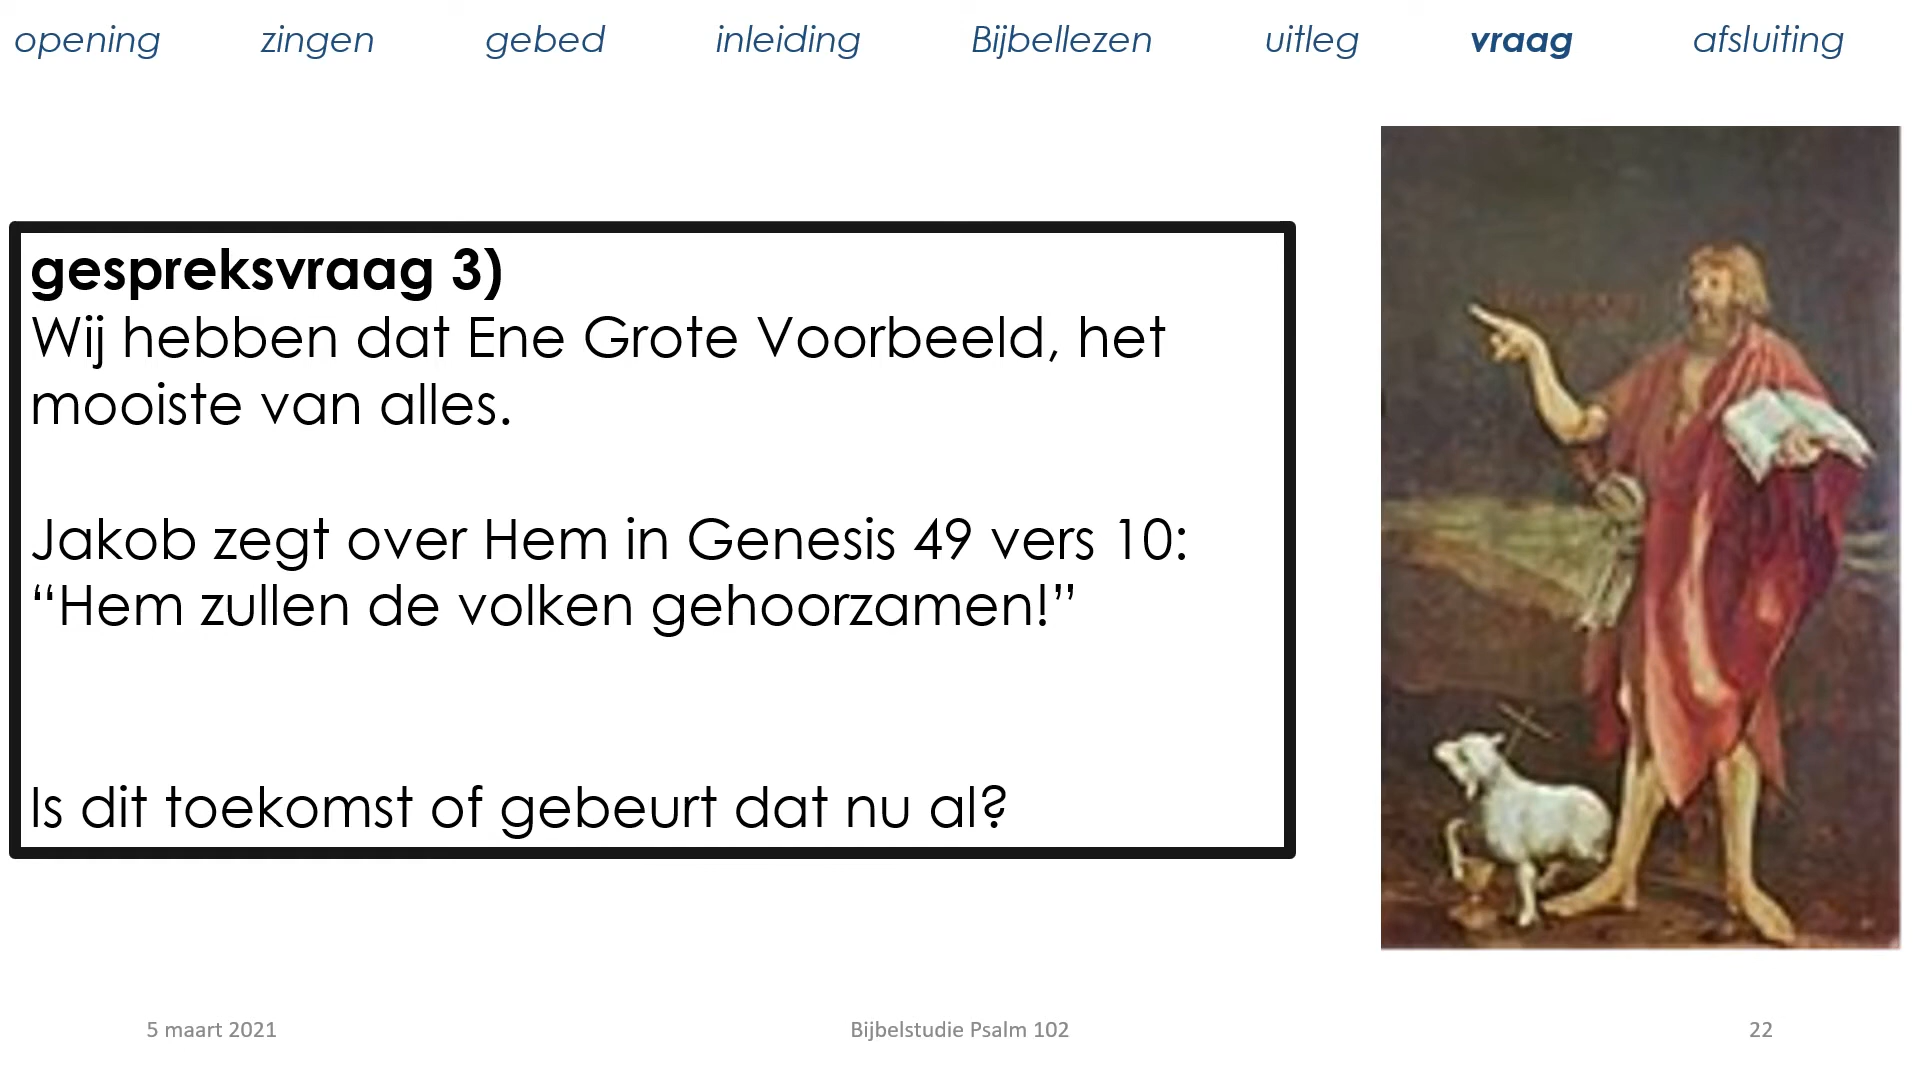 opening zingen gebed inleiding Bijbellezen uitleg vraag afsluiting
gespreksvraag 3)
Wij hebben dat Ene Grote Voorbeeld, het
mooiste van alles.
Jakob zegt over Hem in Genesis 49 vers 10:
“Hem zullen de volken gehoorzamen!”
Is dit toekomst of gebeurt dat nu al?
5 maart 2021 Bijbelstudie Psalm 102 22